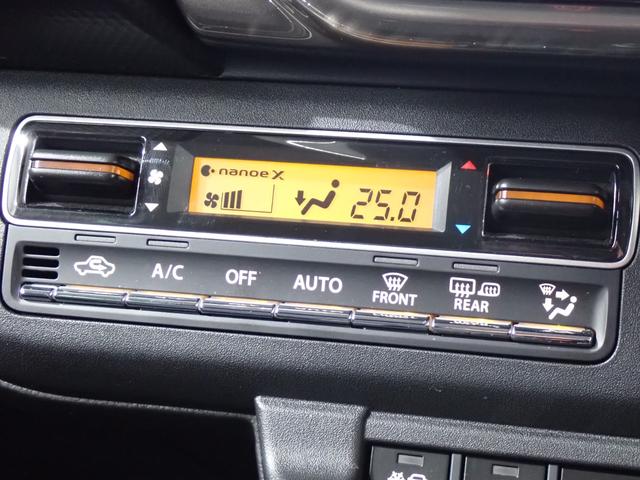 nanoe X
25.0
A/C OFF AUTO FRONT REAR